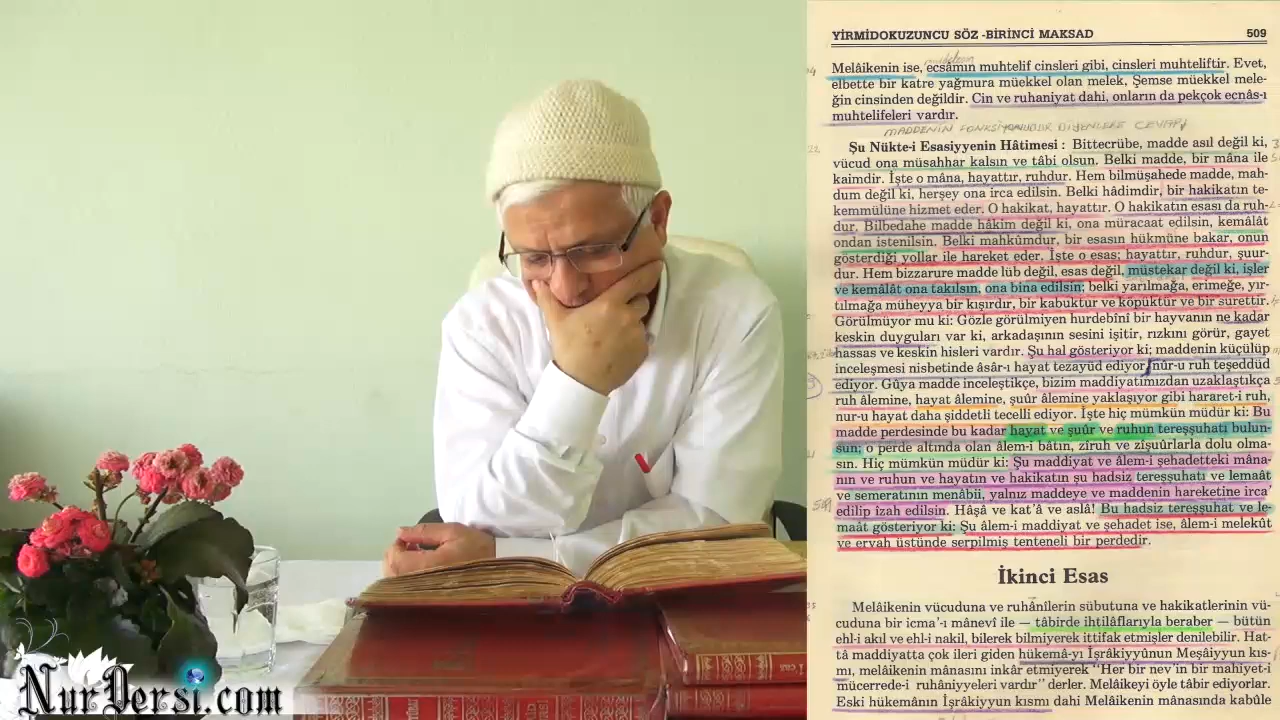 YİRMİDOKUZUNCU SÖZ -BİRİNCİ MAKSAD 509
Melâikenin ise, ecsâmın muhtelif cinsleri gibi, cinsleri muhteliftir. Evet,
elbette bir katre yağmura müekkel olan melek, Şemse müekkel mele-
ğin cinsinden değildir. Cin ve ruhaniyat dahi, onların da pekçok ecnâs-ı
muhtelifeleri vardır.
MADDENİN FONKSİYONUDUR DİYENLERE CEVAP
Şu Nükte-i Esasiyyenin Hâtimesi : Bittecrübe, madde asıl değil ki,
vücud ona müsahhar kalsın ve tâbi olsun. Belki madde, bir mâna ile
kaimdir. İşte o mâna, hayattır, ruhdur. Hem bilmüşahede madde, mah-
dum değil ki, herşey ona irca edilsin. Belki hâdimdir, bir hakikatın te-
kemmülüne hizmet eder. O hakikat, hayattır. O hakikatın esası da ruh-
dur. Bilbedahe madde hâkim değil ki, ona müracaat edilsin, kemâlât
ondan istenilsin. Belki mahkûmdur, bir esasın hükmüne bakar, onun
gösterdiği yollar ile hareket eder. İşte o esas; hayattır, ruhdur, şuur-
dur. Hem bizzarure madde lüb değil, esas değil, müstekar değil ki, işler
ve kemâlât ona takılsın, ona bina edilsin; belki yarılmağa, erimeğe, yır-
tılmağa müheyya bir kışırdır, bir kabuktur ve köpüktur ve bir surettir.
Görülmüyor mu ki: Gözle görülmiyen hurdebînî bir hayvanın ne kadar
keskin duyguları var ki, arkadaşının sesini işitir, rızkını görür, gayet
hassas ve keskin hisleri vardır. Şu hal gösteriyor ki; maddenin küçülüp
inceleşmesi nisbetinde âsâr-ı hayat tezayüd ediyor, nur-u ruh teşeddüd
ediyor. Gûya madde inceleştikçe, bizim maddiyatımızdan uzaklaştıkça
ruh âlemine, hayat âlemine, şuûr âlemine yaklaşıyor gibi hararet-i ruh,
nur-u hayat daha şiddetli tecelli ediyor. İşte hiç mümkün müdür ki: Bu
madde perdesinde bu kadar hayat ve şuûr ve ruhun tereşşuhatı bulun-
sun; o perde altında olan âlem-i bâtın, zîruh ve zîşuûrlarla dolu olma-
sın. Hiç mümkün müdür ki: Şu maddiyat ve âlem-i şehadetteki mâna-
nın ve ruhun ve hayatın ve hakikatın şu hadsiz tereşşuhatı ve lemaât
ve semeratının menâbii, yalnız maddeye ve maddenin hareketine irca'
edilip îzah edilsin. Hâşâ ve kat'â ve aslâ! Bu hadsiz tereşşuhat ve le-
maât gösteriyor ki: Şu âlem-i maddiyat ve şehadet ise, âlem-i melekût
ve ervah üstünde serpilmiş tenteneli bir perdedir.
İkinci Esas
Melâikenin vücuduna ve ruhânîlerin sübutuna ve hakikatlerinin vü-
cuduna bir icma'-ı mânevî ile — tâbirde ihtilâflarıyla beraber — bütün
ehl-i akıl ve ehl-i nakil, bilerek bilmiyerek ittifak etmişler denilebilir. Hat-
tâ maddiyatta çok ileri giden hükemâ-yı İşrâkiyyûnun Meşâiyyun kıs-
mı, melâikenin mânasını inkâr etmiyerek "Her bir nev'in bir mahiyet-i
mücerrede-i ruhâniyyeleri vardır" derler. Melâikeyi öyle tâbir ediyorlar.
Eski hükemânın İşrâkiyyun kısmı dahi Melâikenin mânasında kabûle
NurDersi.com